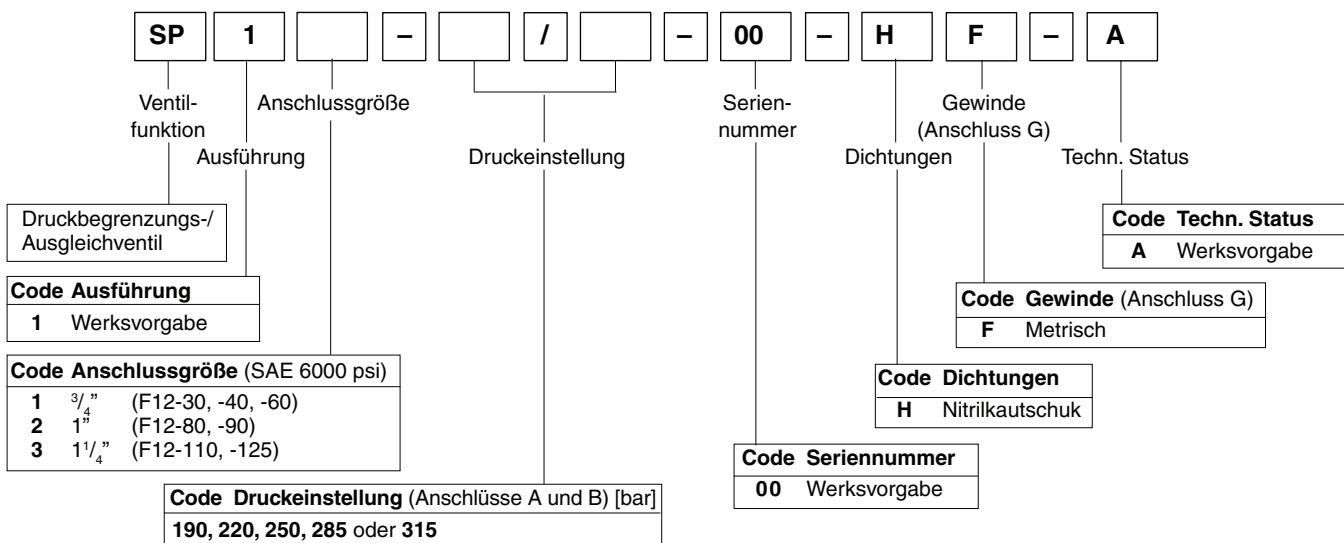 SP 1 – / – 00 – H F – A
Ventil-
funktion
Anschlussgröße
Serien-
nummer
Gewinde
(Anschluss G)
Ausführung
Druckeinstellung
Dichtungen
Techn. Status
Druckbegrenzungs-/
Ausgleichventil
Code Techn. Status
A Werksvorgabe
Code Ausführung
1 Werksvorgabe
Code Gewinde (Anschluss G)
F Metrisch
Code Anschlussgröße (SAE 6000 psi)
1 3/4” (F12-30, -40, -60)
2 1” (F12-80, -90)
3 11/4” (F12-110, -125)
Code Dichtungen
H Nitrilkautschuk
Code Seriennummer
00 Werksvorgabe
Code Druckeinstellung (Anschlüsse A und B) [bar]
190, 220, 250, 285 oder 315